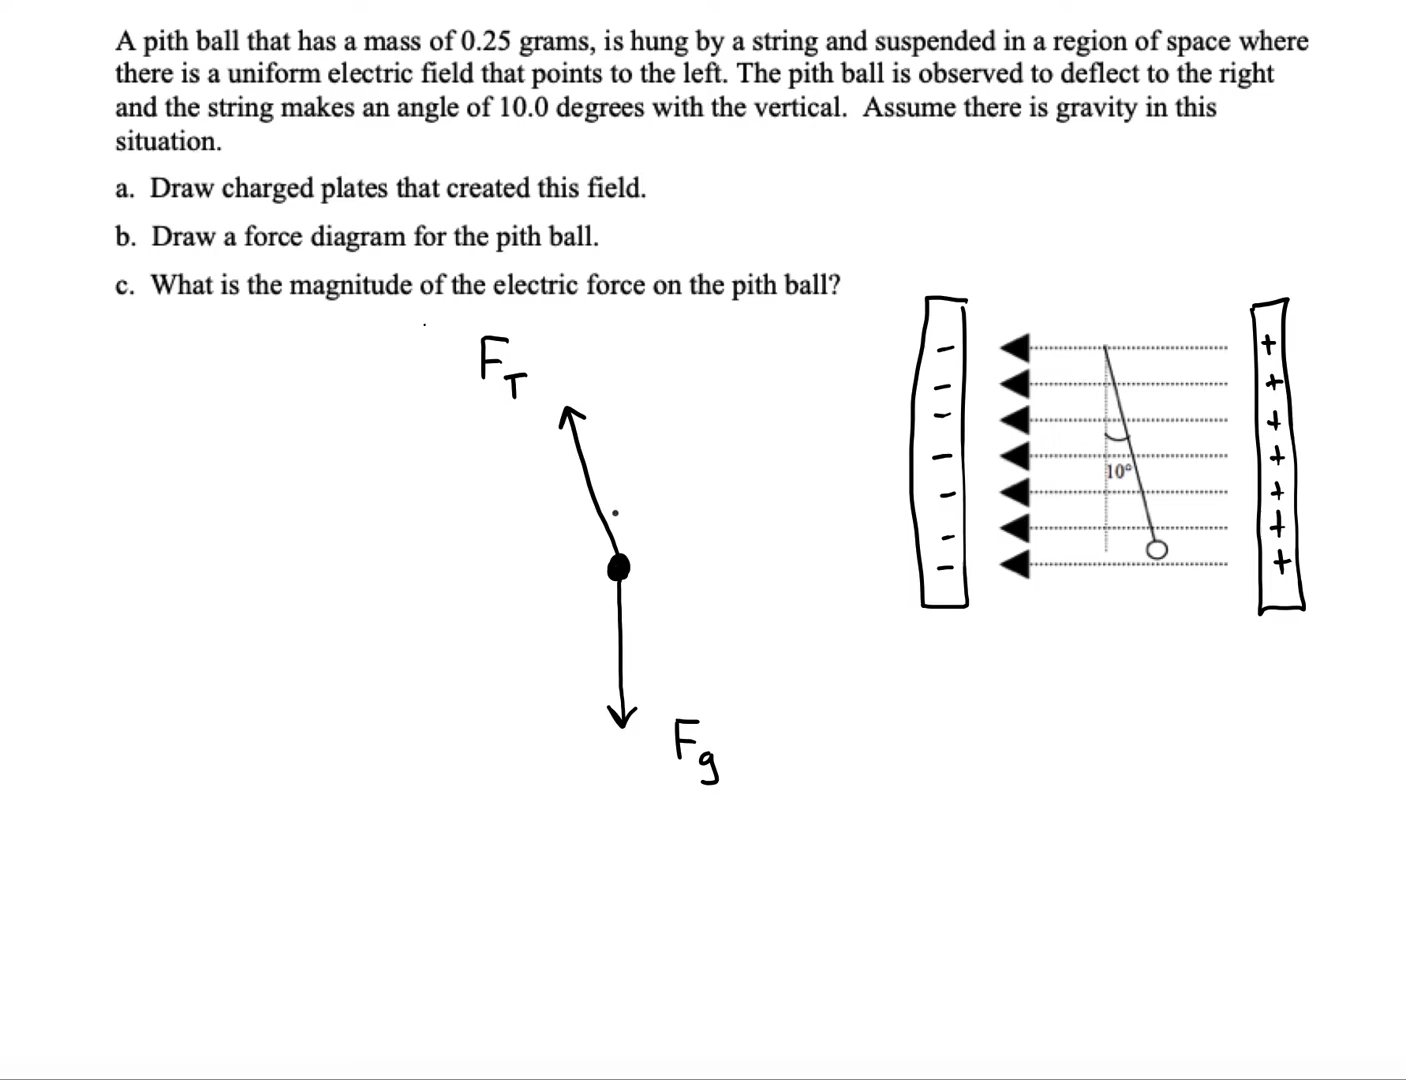 A pith ball that has a mass of 0.25 grams, is hung by a string and suspended in a region of space where
there is a uniform electric field that points to the left. The pith ball is observed to deflect to the right
and the string makes an angle of 10.0 degrees with the vertical.  Assume there is gravity in this
situation.
a.  Draw charged plates that created this field.
b.  Draw a force diagram for the pith ball.
c.  What is the magnitude of the electric force on the pith ball?
F_T
- - - - - - -
10°
+ + + + + + +
F_g